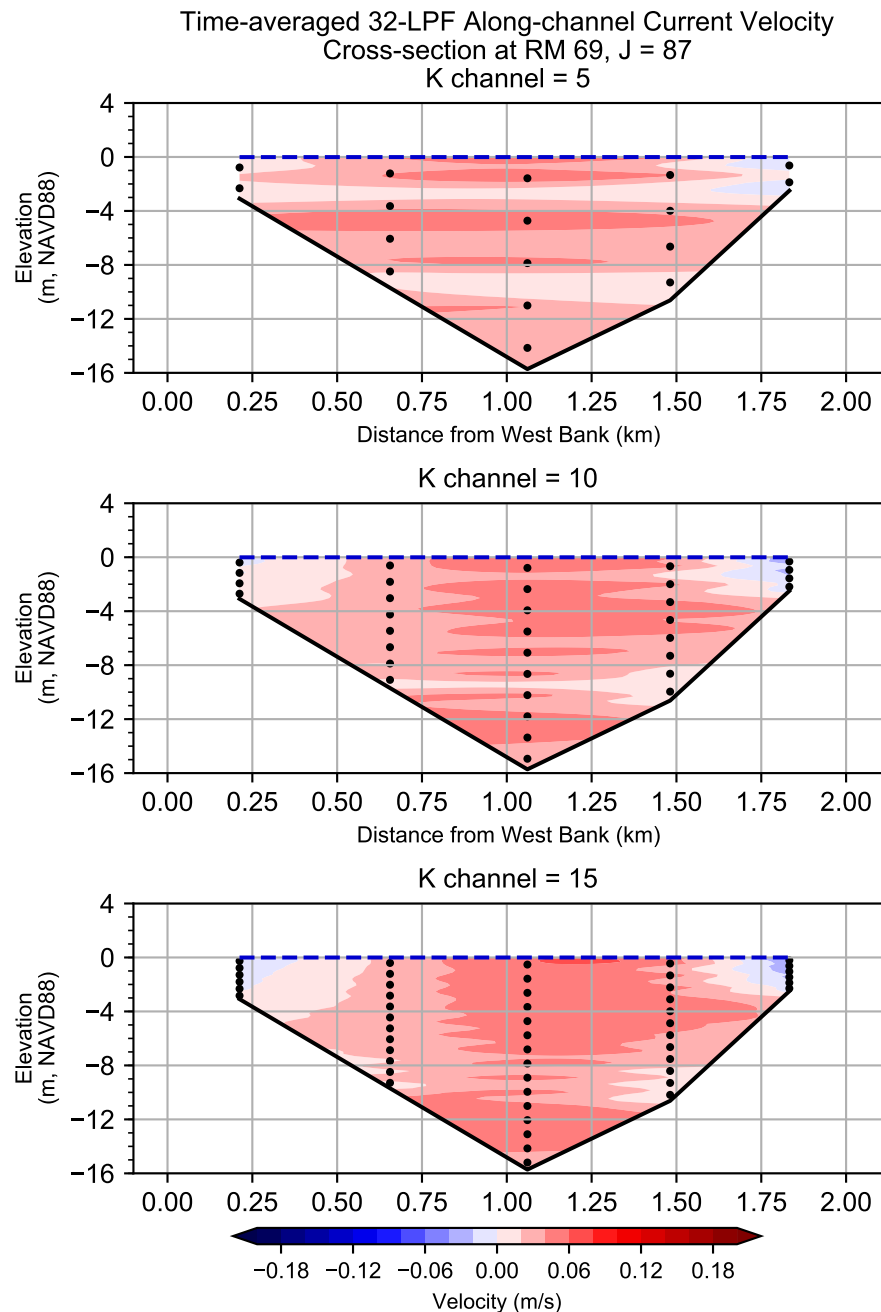 Time-averaged 32-LPF Along-channel Current Velocity
Cross-section at RM 69, J = 87
K channel = 5
4
0
−4
−8
−12
−16
Elevation
(m, NAVD88)
0.00 0.25 0.50 0.75 1.00 1.25 1.50 1.75 2.00
Distance from West Bank (km)
K channel = 10
4
0
−4
−8
−12
−16
Elevation
(m, NAVD88)
0.00 0.25 0.50 0.75 1.00 1.25 1.50 1.75 2.00
Distance from West Bank (km)
K channel = 15
4
0
−4
−8
−12
−16
Elevation
(m, NAVD88)
0.00 0.25 0.50 0.75 1.00 1.25 1.50 1.75 2.00
−0.18 −0.12 −0.06 0.00 0.06 0.12 0.18
Velocity (m/s)